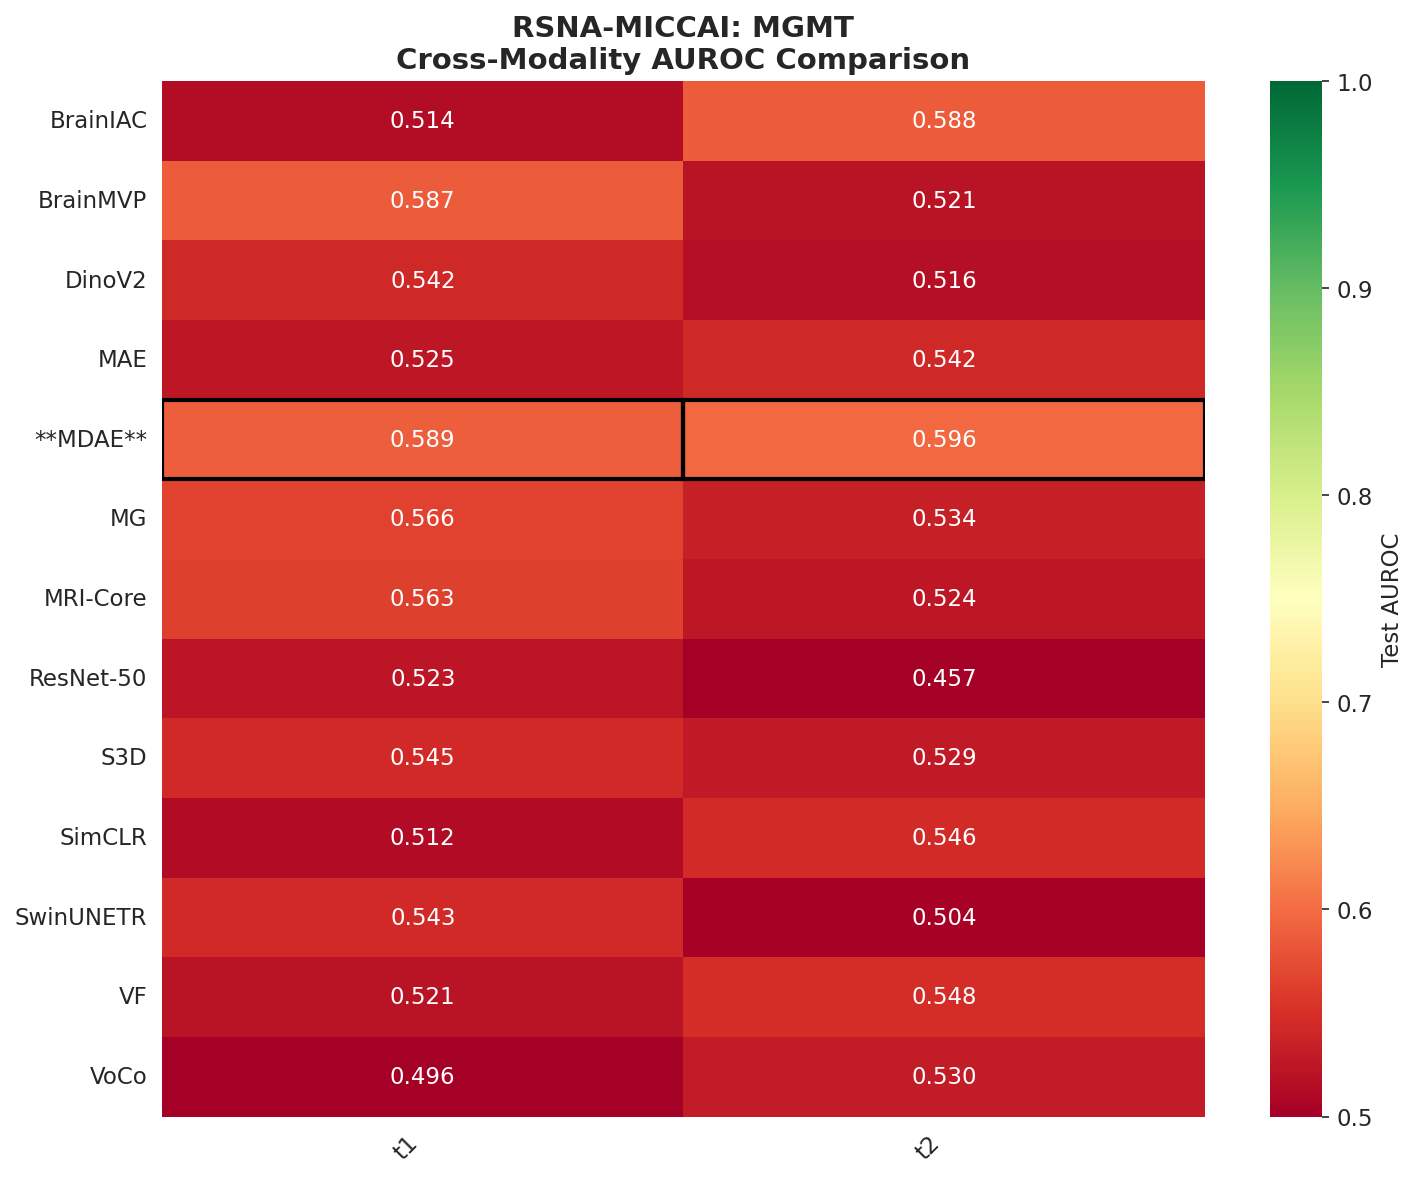 RSNA-MICCAI: MGMT
Cross-Modality AUROC Comparison
BrainIAC 0.514 0.588
BrainMVP 0.587 0.521
DinoV2 0.542 0.516
MAE 0.525 0.542
**MDAE** 0.589 0.596
MG 0.566 0.534
MRI-Core 0.563 0.524
ResNet-50 0.523 0.457
S3D 0.545 0.529
SimCLR 0.512 0.546
SwinUNETR 0.543 0.504
VF 0.521 0.548
VoCo 0.496 0.530
t1 t2
1.0
0.9
0.8
0.7
0.6
0.5
Test AUROC